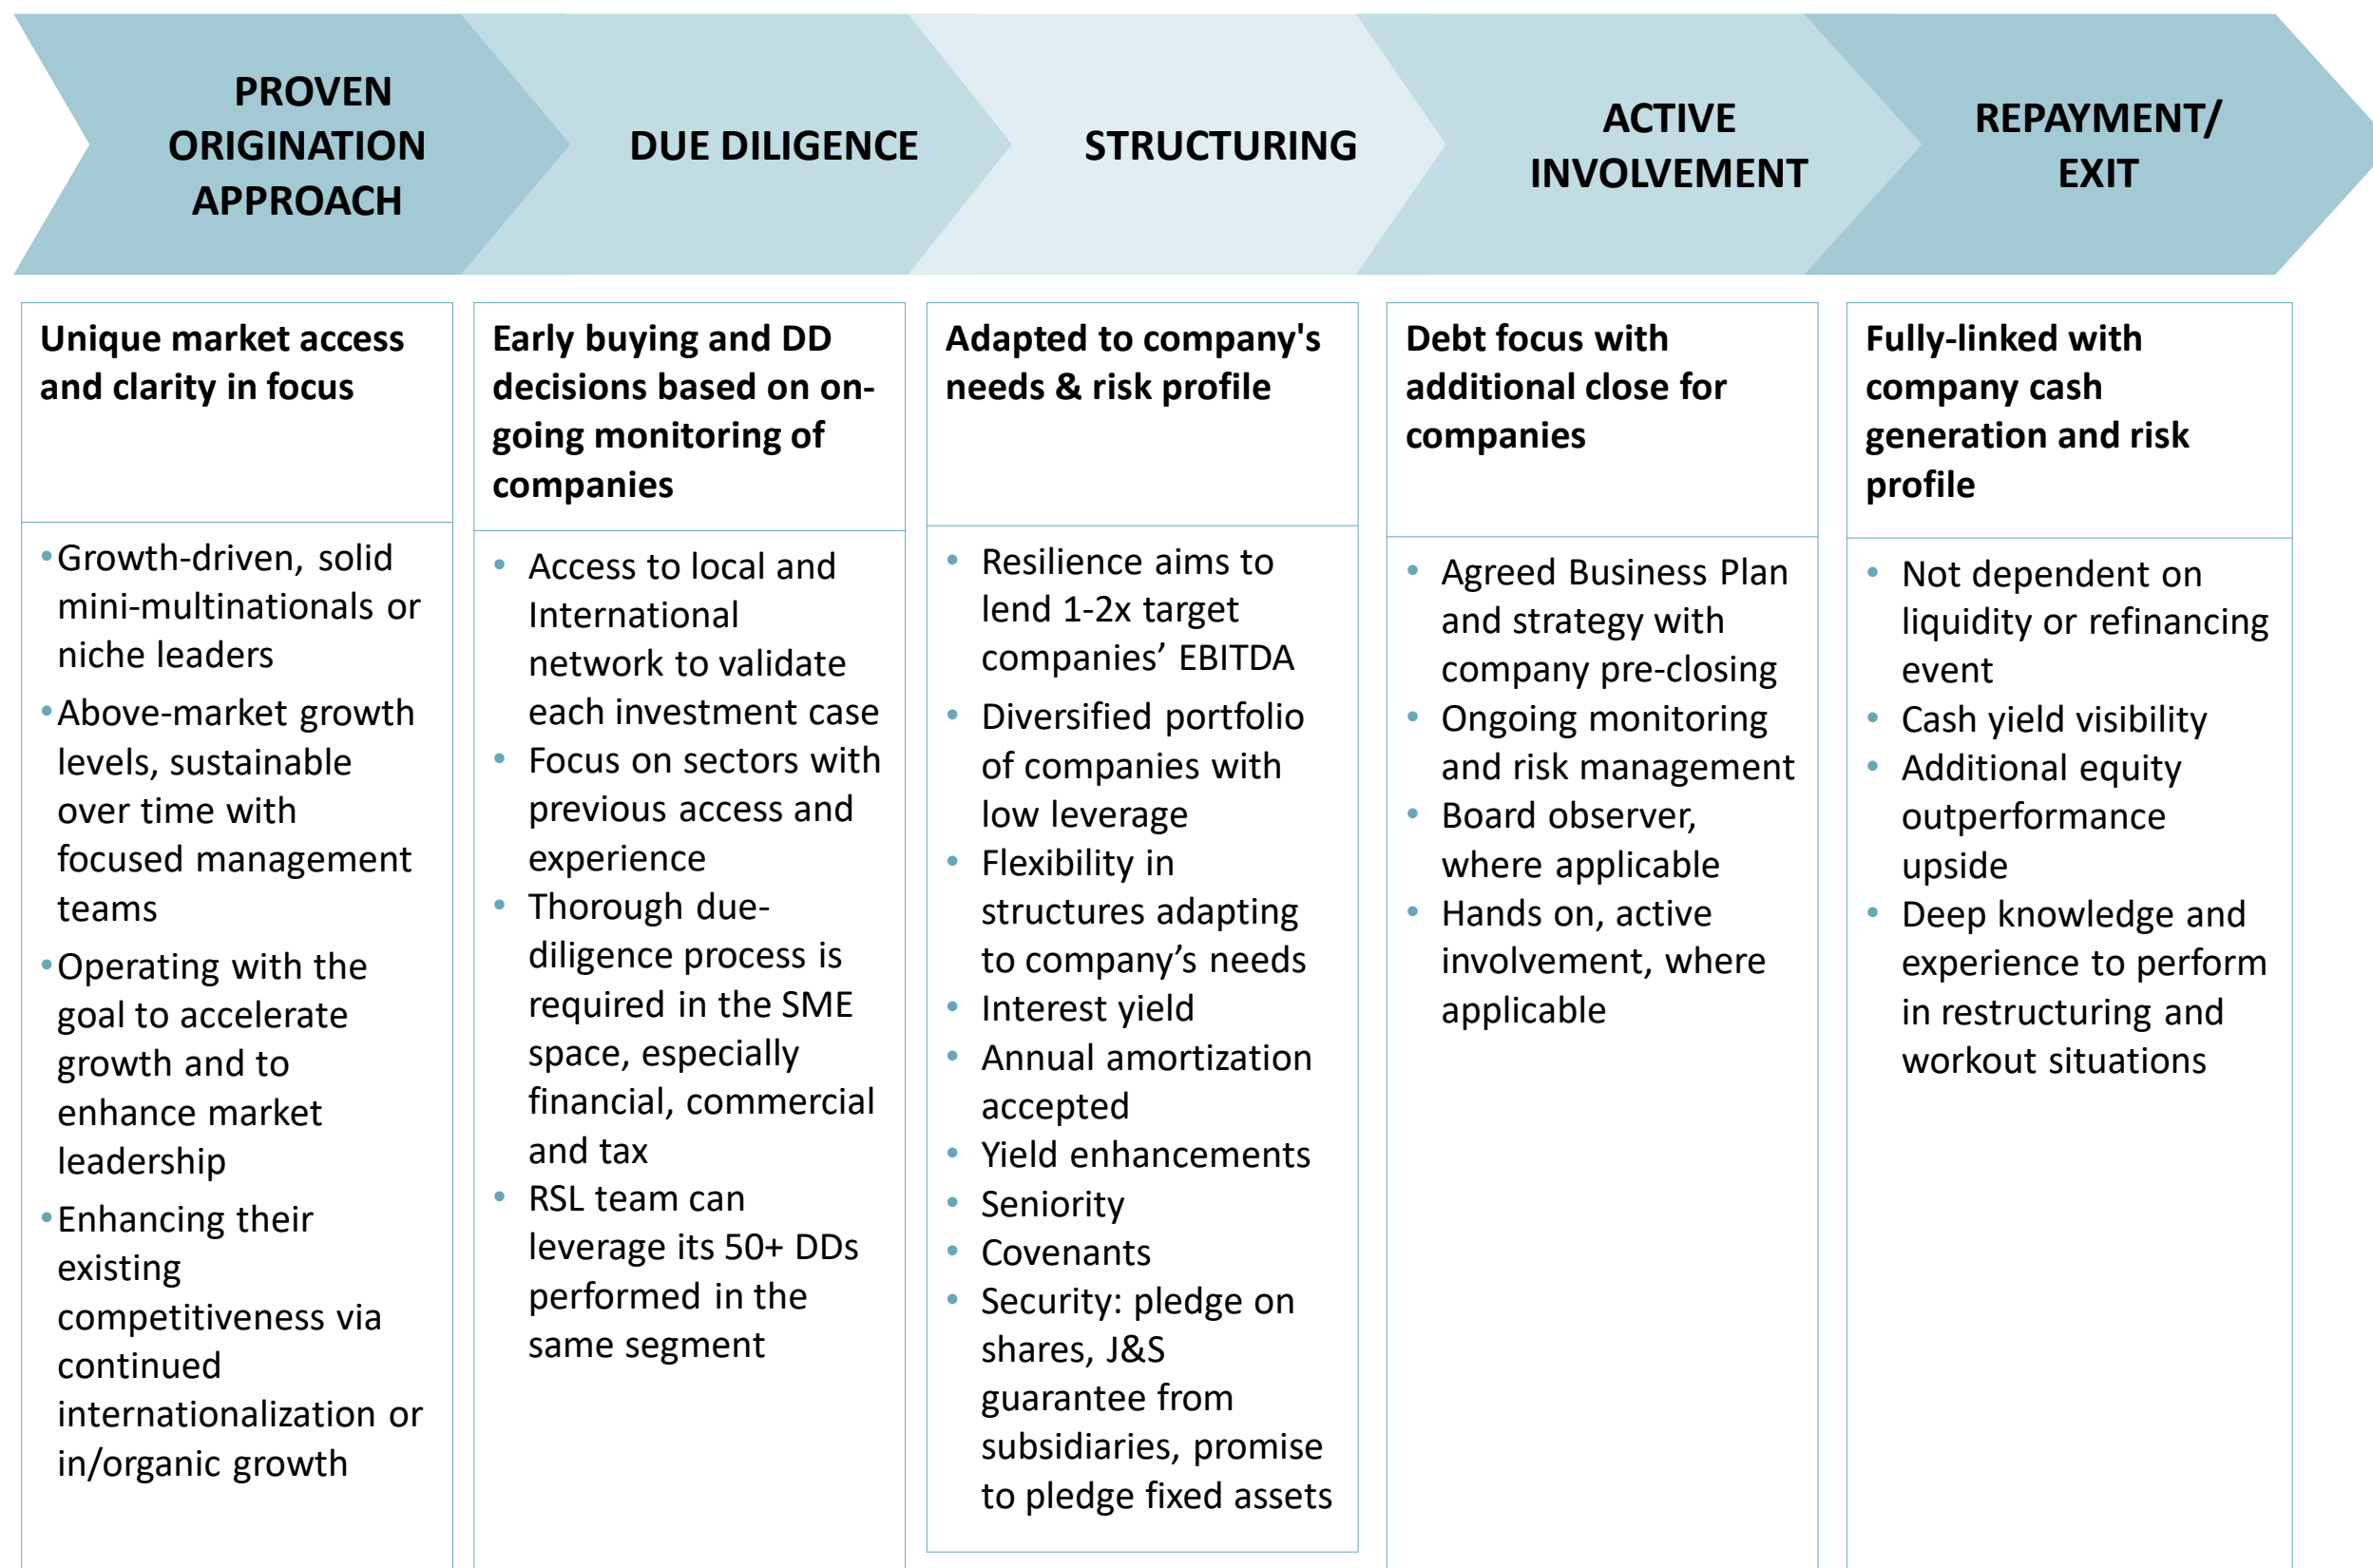 PROVEN
ORIGINATION
APPROACH
DUE DILIGENCE
STRUCTURING
ACTIVE
INVOLVEMENT
REPAYMENT/
EXIT
Unique market access
and clarity in focus
•Growth-driven, solid
mini-multinationals or
niche leaders
•Above-market growth
levels, sustainable
over time with
focused management
teams
•Operating with the
goal to accelerate
growth and to
enhance market
leadership
•Enhancing their
existing
competitiveness via
continued
internationalization or
in/organic growth
Early buying and DD
decisions based on on-
going monitoring of
companies
• Access to local and
International
network to validate
each investment case
• Focus on sectors with
previous access and
experience
• Thorough due-
diligence process is
required in the SME
space, especially
financial, commercial
and tax
• RSL team can
leverage its 50+ DDs
performed in the
same segment
Adapted to company's
needs & risk profile
• Resilience aims to
lend 1-2x target
companies’ EBITDA
• Diversified portfolio
of companies with
low leverage
• Flexibility in
structures adapting
to company’s needs
• Interest yield
• Annual amortization
accepted
• Yield enhancements
• Seniority
• Covenants
• Security: pledge on
shares, J&S
guarantee from
subsidiaries, promise
to pledge fixed assets
Debt focus with
additional close for
companies
• Agreed Business Plan
and strategy with
company pre-closing
• Ongoing monitoring
and risk management
• Board observer,
where applicable
• Hands on, active
involvement, where
applicable
Fully-linked with
company cash
generation and risk
profile
• Not dependent on
liquidity or refinancing
event
• Cash yield visibility
• Additional equity
outperformance
upside
• Deep knowledge and
experience to perform
in restructuring and
workout situations